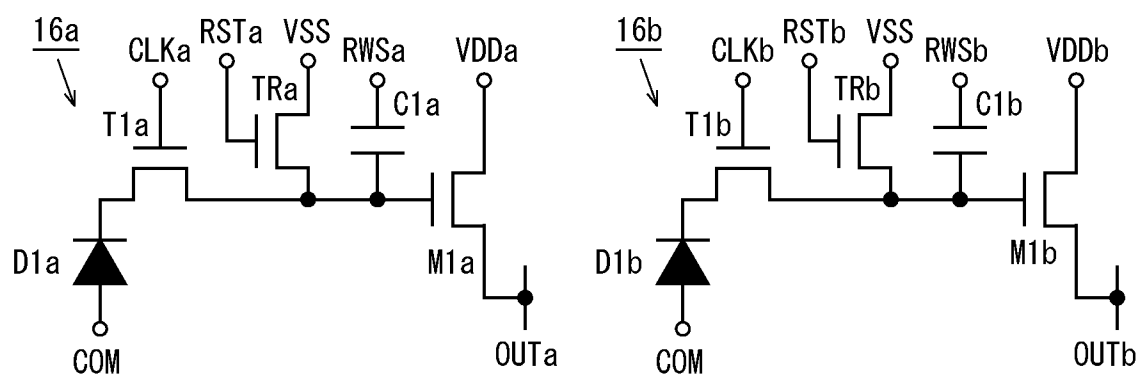 16a
CLKa
RSTa
VSS
RWSa
VDDa
TRa
C1a
T1a
D1a
M1a
COM
OUTa
16b
CLKb
RSTb
VSS
RWSb
VDDb
TRb
C1b
T1b
D1b
M1b
COM
OUTb